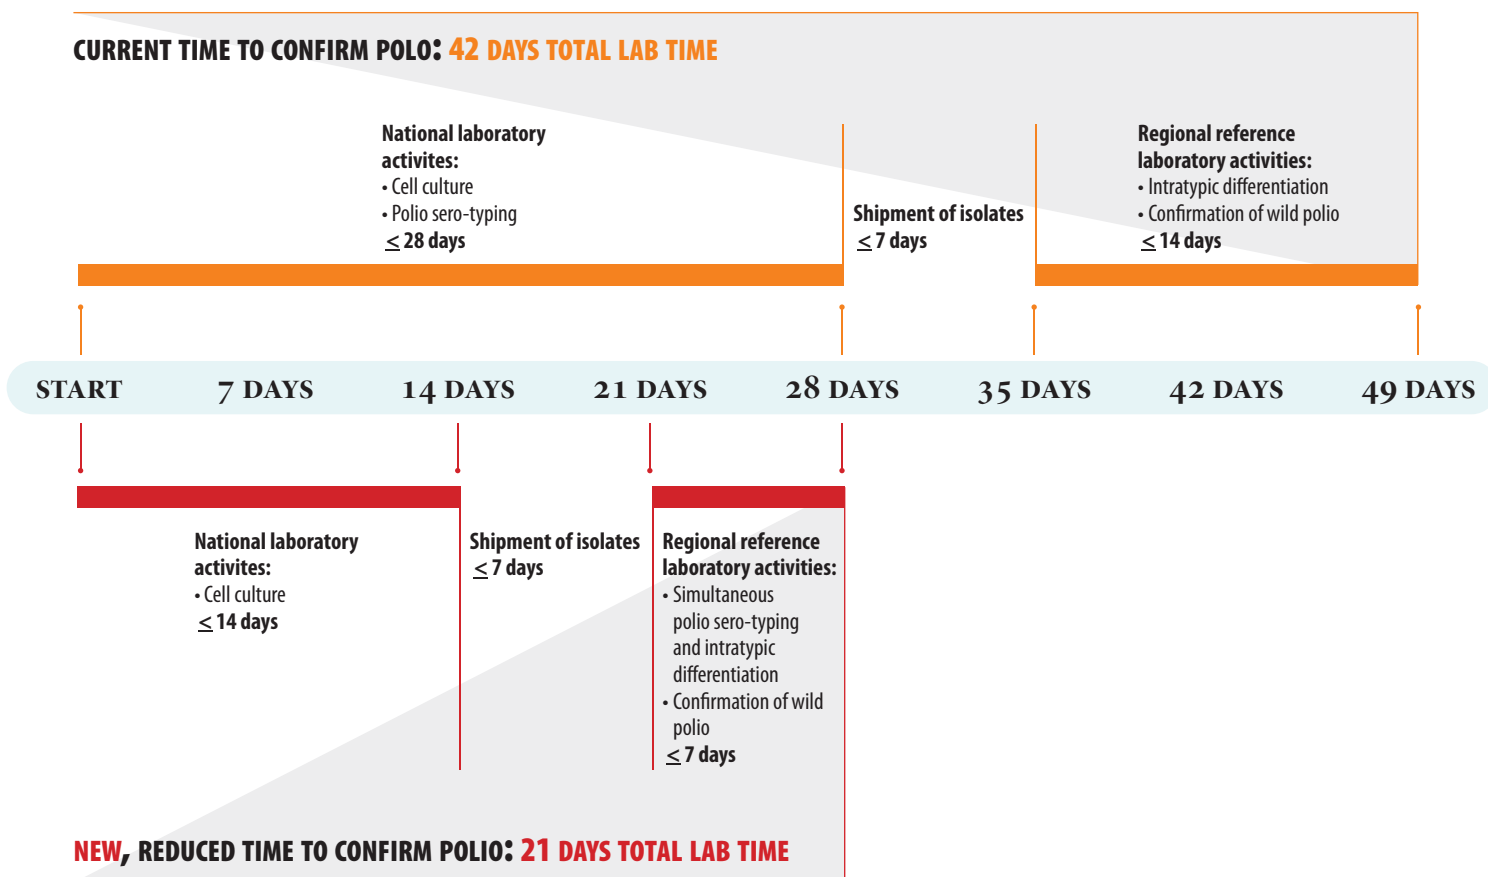 CURRENT TIME TO CONFIRM POLO: 42 DAYS TOTAL LAB TIME
National laboratory
activites:
• Cell culture
• Polio sero-typing
≤ 28 days
Shipment of isolates
≤ 7 days
Regional reference
laboratory activities:
• Intratypic differentiation
• Confirmation of wild polio
≤ 14 days
START 7 DAYS 14 DAYS 21 DAYS 28 DAYS 35 DAYS 42 DAYS 49 DAYS
National laboratory
activites:
• Cell culture
≤ 14 days
Shipment of isolates
≤ 7 days
Regional reference
laboratory activities:
• Simultaneous
polio sero-typing
and intratypic
differentiation
• Confirmation of wild
polio
≤ 7 days
NEW, REDUCED TIME TO CONFIRM POLIO: 21 DAYS TOTAL LAB TIME